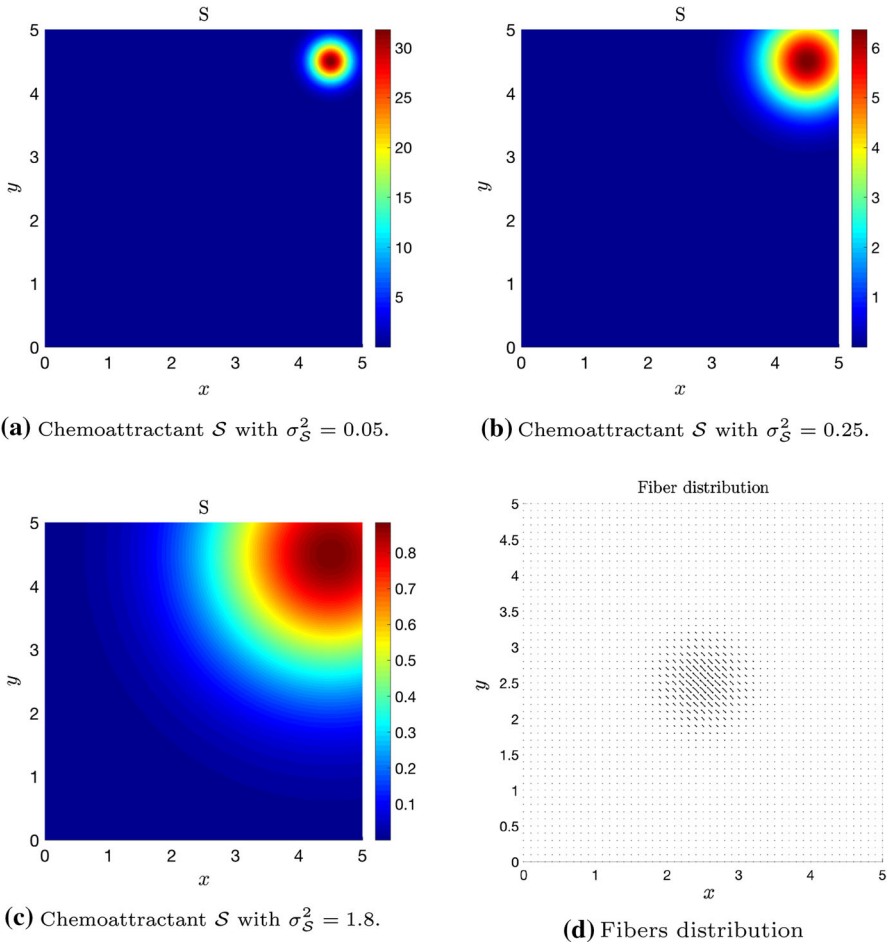 S
5
4
3
2
1
0
y
0 1 2 3 4 5
x
30
25
20
15
10
5
(a) Chemoattractant 𝒮 with σ²_𝒮 = 0.05.
S
5
4
3
2
1
0
y
0 1 2 3 4 5
x
6
5
4
3
2
1
(b) Chemoattractant 𝒮 with σ²_𝒮 = 0.25.
S
5
4
3
2
1
0
y
0 1 2 3 4 5
x
0.8
0.7
0.6
0.5
0.4
0.3
0.2
0.1
(c) Chemoattractant 𝒮 with σ²_𝒮 = 1.8.
Fiber distribution
5
4.5
4
3.5
3
2.5
2
1.5
1
0.5
0
y
0 1 2 3 4 5
x
(d) Fibers distribution